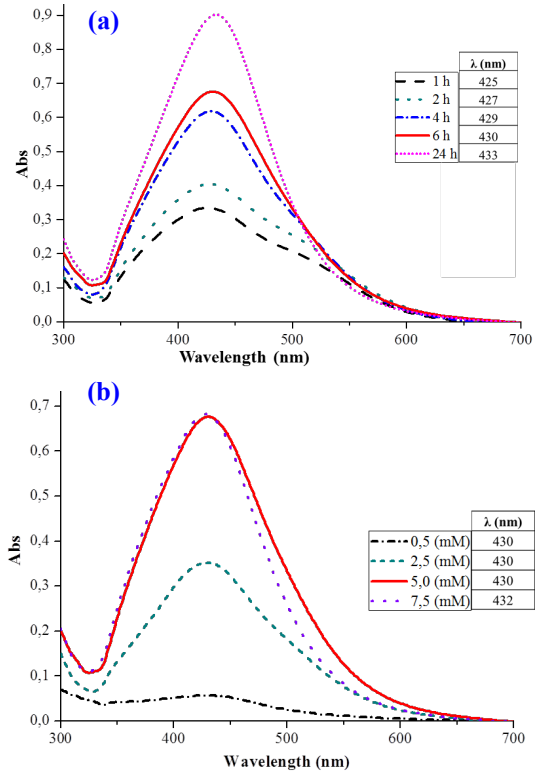 (a)
0,9
0,8
0,7
0,6
0,5
0,4
0,3
0,2
0,1
0,0
Abs
λ (nm)
1 h 425
2 h 427
4 h 429
6 h 430
24 h 433
300 400 500 600 700
Wavelength (nm)
(b)
0,7
0,6
0,5
0,4
0,3
0,2
0,1
0,0
Abs
λ (nm)
0,5 (mM) 430
2,5 (mM) 430
5,0 (mM) 430
7,5 (mM) 432
300 400 500 600 700
Wavelength (nm)